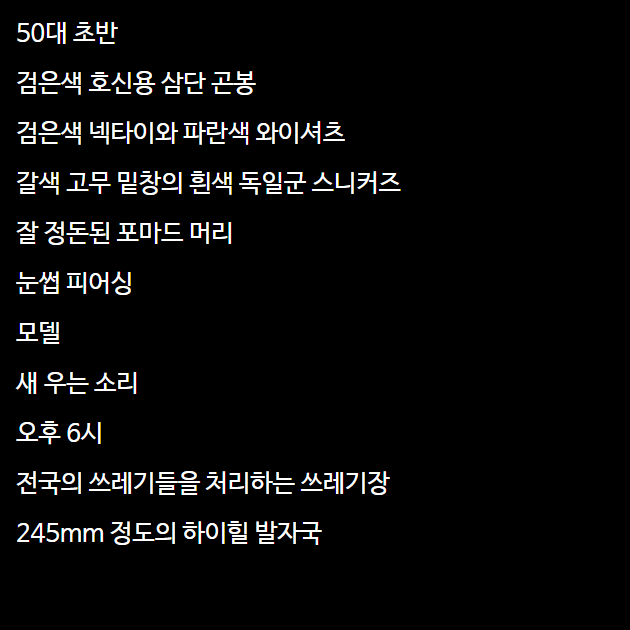 50대 초반
검은색 호신용 삼단 곤봉
검은색 넥타이와 파란색 와이셔츠
갈색 고무 밑창의 흰색 독일군 스니커즈
잘 정돈된 포마드 머리
눈썹 피어싱
모델
새 우는 소리
오후 6시
전국의 쓰레기들을 처리하는 쓰레기장
245mm 정도의 하이힐 발자국